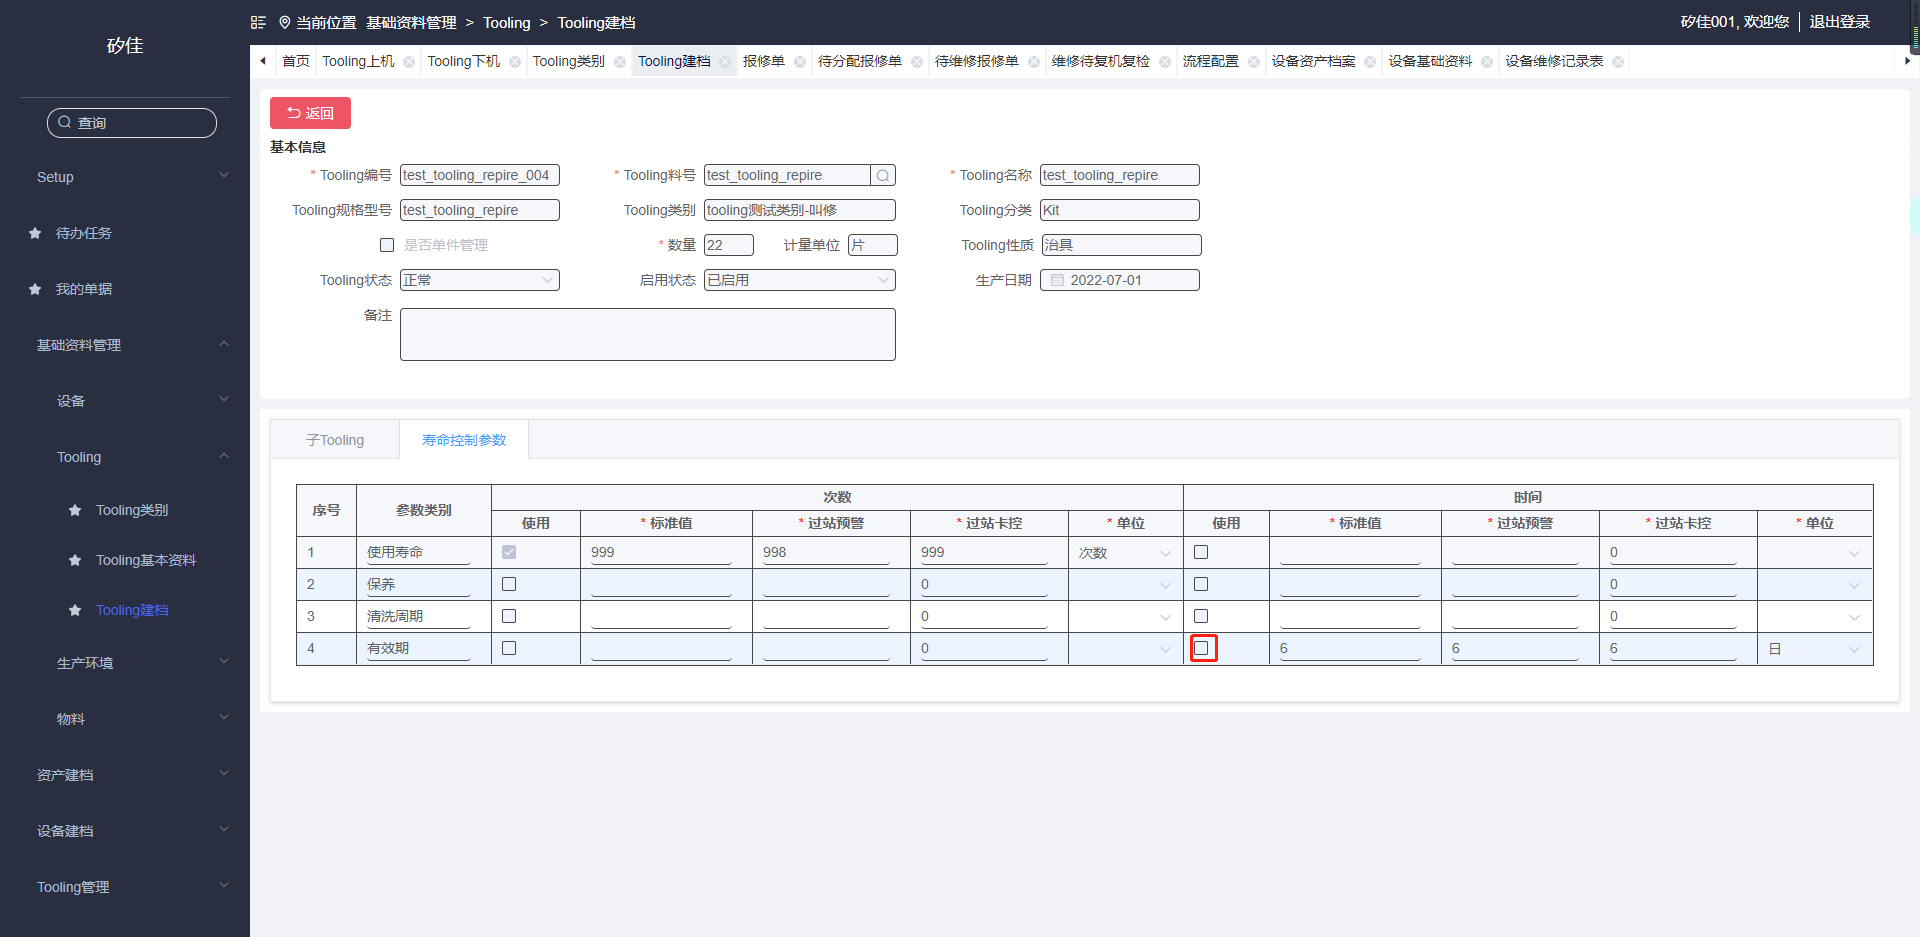 矽佳
当前位置 基础资料管理 > Tooling > Tooling建档
矽佳001, 欢迎您 退出登录
首页 Tooling上机 Tooling下机 Tooling类别 Tooling建档 报修单 待分配报修单 待维修报修单 维修待复机复检 流程配置 设备资产档案 设备基础资料 设备维修记录表
查询
Setup
待办任务
我的单据
基础资料管理
设备
Tooling
Tooling类别
Tooling基本资料
Tooling建档
生产环境
物料
资产建档
设备建档
Tooling管理
返回
基本信息
* Tooling编号 test_tooling_repire_004 * Tooling料号 test_tooling_repire * Tooling名称 test_tooling_repire
Tooling规格型号 test_tooling_repire Tooling类别 tooling测试类别-叫修 Tooling分类 Kit
是否单件管理 * 数量 22 计量单位 片 Tooling性质 治具
Tooling状态 正常 启用状态 已启用 生产日期 2022-07-01
备注
子Tooling 寿命控制参数
序号 参数类别 次数 时间
使用 * 标准值 * 过站预警 * 过站卡控 * 单位 使用 * 标准值 * 过站预警 * 过站卡控 * 单位
1 使用寿命 999 998 999 次数 0
2 保养 0 0
3 清洗周期 0 0
4 有效期 0 6 6 6 日